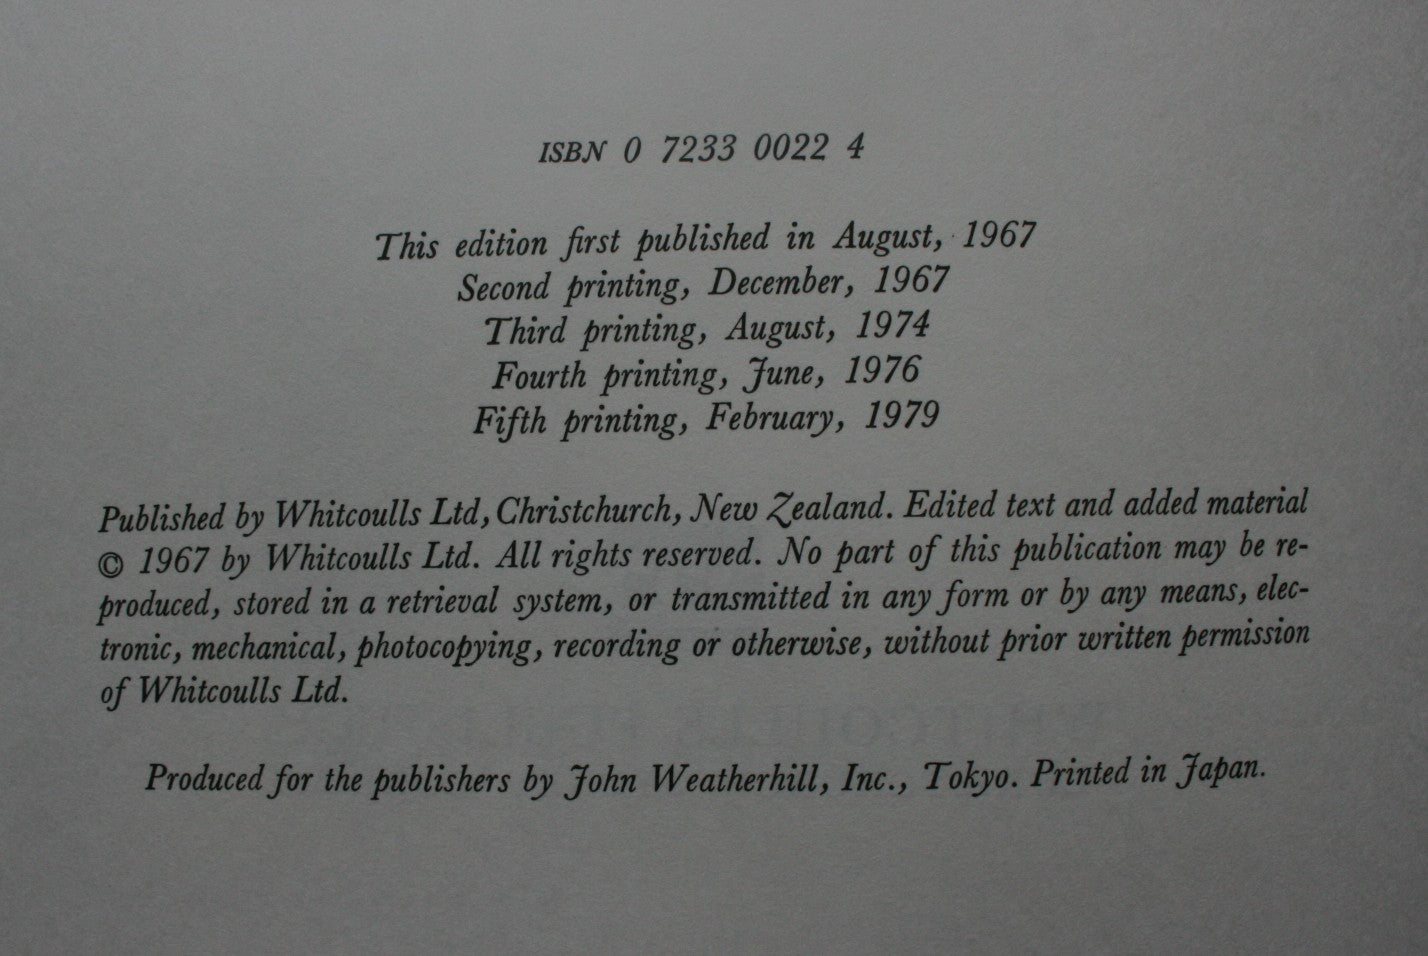 ISBN 0 7233 0022 4
This edition first published in August, 1967
Second printing, December, 1967
Third printing, August, 1974
Fourth printing, June, 1976
Fifth printing, February, 1979
Published by Whitcoulls Ltd, Christchurch, New Zealand. Edited text and added material
© 1967 by Whitcoulls Ltd. All rights reserved. No part of this publication may be re-
produced, stored in a retrieval system, or transmitted in any form or by any means, elec-
tronic, mechanical, photocopying, recording or otherwise, without prior written permission
of Whitcoulls Ltd.
Produced for the publishers by John Weatherhill, Inc., Tokyo. Printed in Japan.